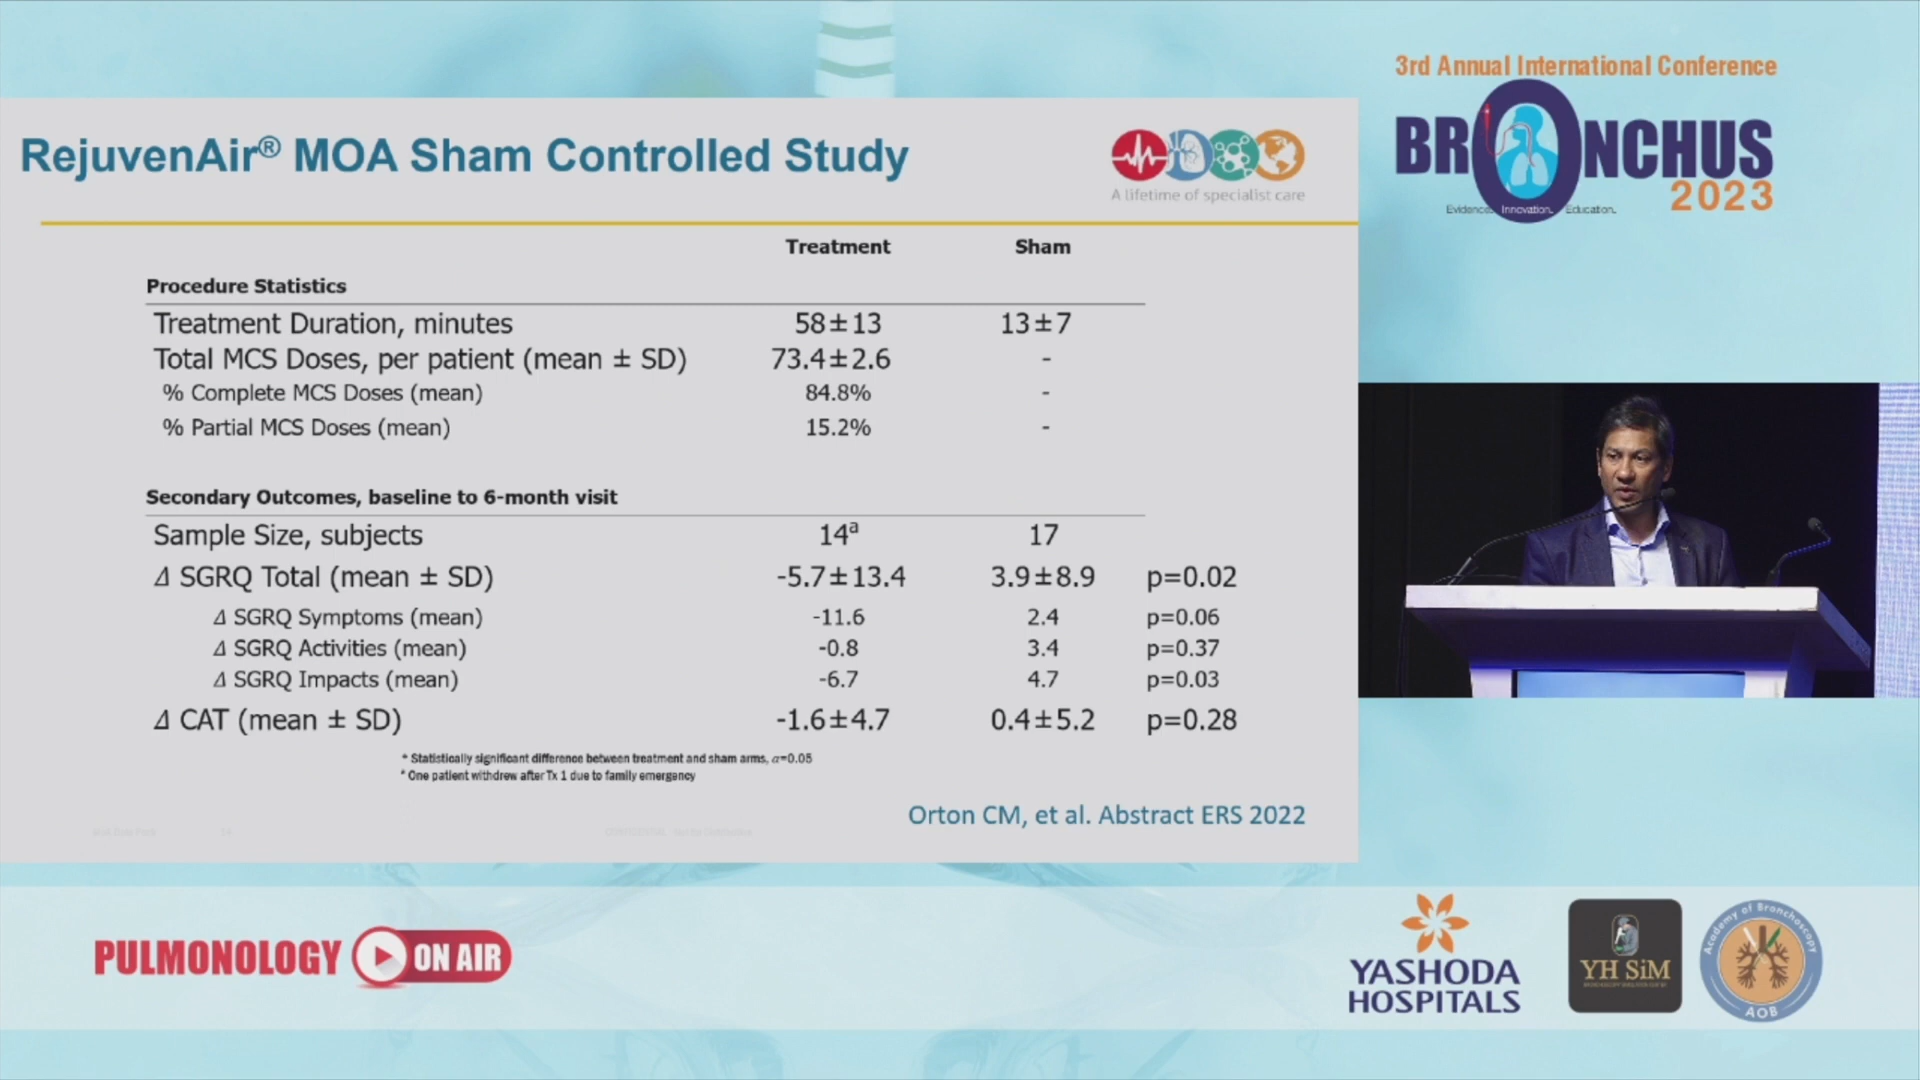 3rd Annual International Conference
BRONCHUS
2023
Evidence. Innovation. Education.
RejuvenAir® MOA Sham Controlled Study
A lifetime of specialist care
Treatment Sham
Procedure Statistics
Treatment Duration, minutes 58±13 13±7
Total MCS Doses, per patient (mean ± SD) 73.4±2.6 -
% Complete MCS Doses (mean) 84.8% -
% Partial MCS Doses (mean) 15.2% -
Secondary Outcomes, baseline to 6-month visit
Sample Size, subjects 14ª 17
Δ SGRQ Total (mean ± SD) -5.7±13.4 3.9±8.9 p=0.02
Δ SGRQ Symptoms (mean) -11.6 2.4 p=0.06
Δ SGRQ Activities (mean) -0.8 3.4 p=0.37
Δ SGRQ Impacts (mean) -6.7 4.7 p=0.03
Δ CAT (mean ± SD) -1.6±4.7 0.4±5.2 p=0.28
* Statistically significant difference between treatment and sham arms, α=0.05
ª One patient withdrew after Tx 1 due to family emergency
Orton CM, et al. Abstract ERS 2022
PULMONOLOGY ON AIR
YASHODA
HOSPITALS
YH SiM
Academy of Bronchoscopy
AOB